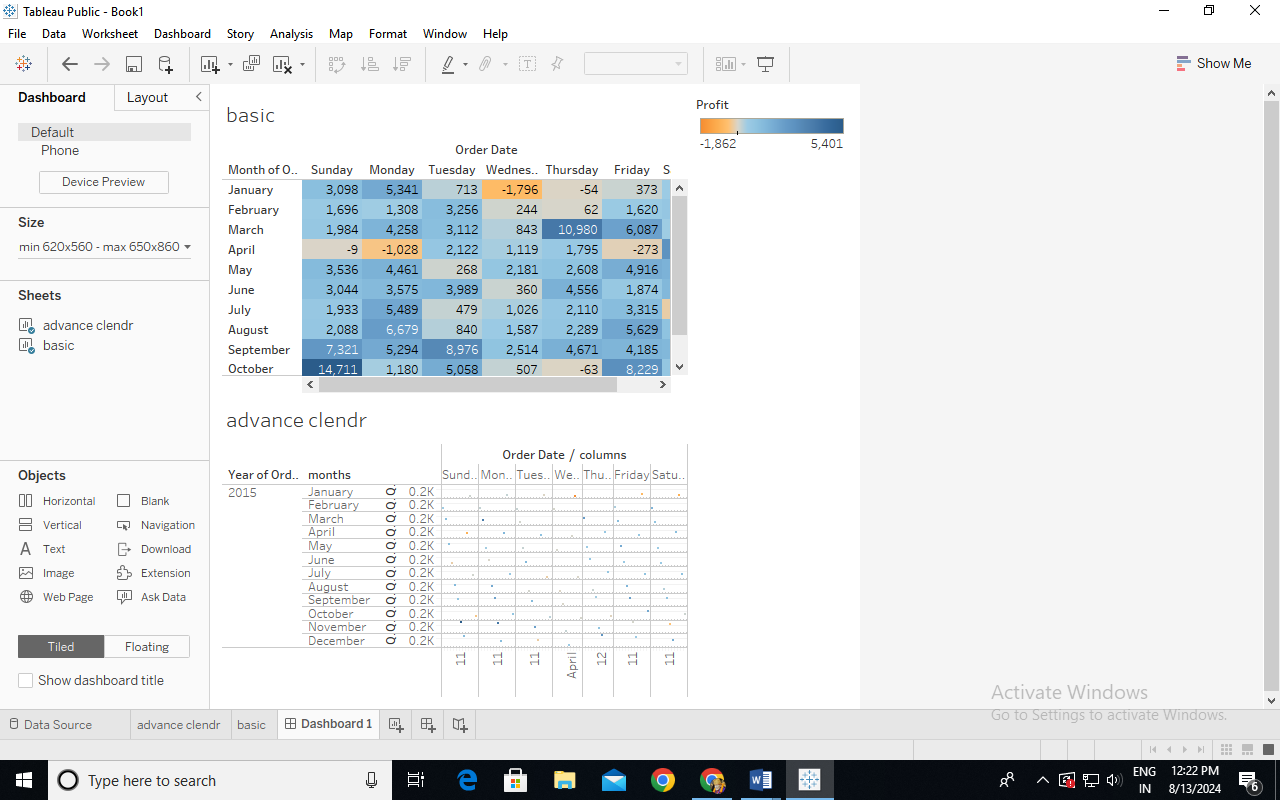 Tableau Public - Book1
File Data Worksheet Dashboard Story Analysis Map Format Window Help
Show Me
Dashboard Layout
Default
Phone
Device Preview
Size
min 620x560 - max 650x860
Sheets
advance clendr
basic
Objects
Horizontal Blank
Vertical Navigation
Text Download
Image Extension
Web Page Ask Data
Tiled Floating
Show dashboard title
basic
Order Date
Month of O.. Sunday Monday Tuesday Wednes.. Thursday Friday S
January 3,098 5,341 713 -1,796 -54 373
February 1,696 1,308 3,256 244 62 1,620
March 1,984 4,258 3,112 843 10,980 6,087
April -9 -1,028 2,122 1,119 1,795 -273
May 3,536 4,461 268 2,181 2,608 4,916
June 3,044 3,575 3,989 360 4,556 1,874
July 1,933 5,489 479 1,026 2,110 3,315
August 2,088 6,679 840 1,587 2,289 5,629
September 7,321 5,294 8,976 2,514 4,671 4,185
October 14,711 1,180 5,058 507 -63 8,229
Profit
-1,862 5,401
advance clendr
Order Date / columns
Year of Ord.. months Sund.. Mon.. Tues.. We.. Thu.. Friday Satu..
2015 January Q 0.2K
February Q 0.2K
March Q 0.2K
April Q 0.2K
May Q 0.2K
June Q 0.2K
July Q 0.2K
August Q 0.2K
September Q 0.2K
October Q 0.2K
November Q 0.2K
December Q 0.2K
11 11 11 April 12 11 11
Activate Windows
Go to Settings to activate Windows.
Data Source advance clendr basic Dashboard 1
Type here to search
ENG 12:22 PM
IN 8/13/2024 6